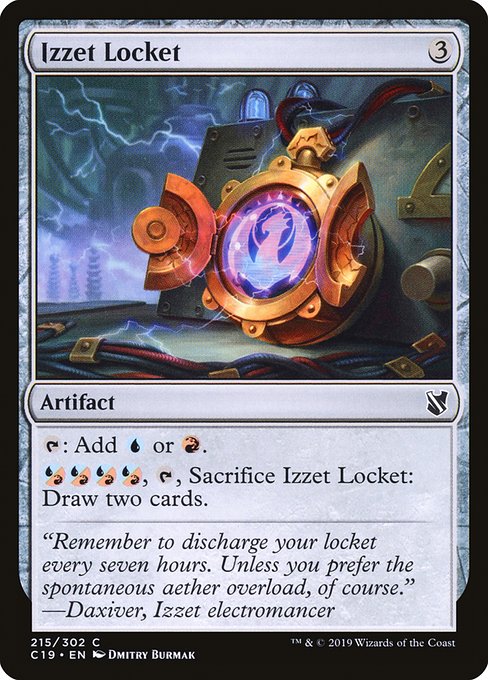 Izzet Locket 3
Artifact
: Add or .
, , Sacrifice Izzet Locket:
Draw two cards.
“Remember to discharge your locket
every seven hours. Unless you prefer the
spontaneous aether overload, of course.”
—Daxiver, Izzet electromancer
215/302 C
C19 • EN Dmitry Burmak
™ & © 2019 Wizards of the Coast